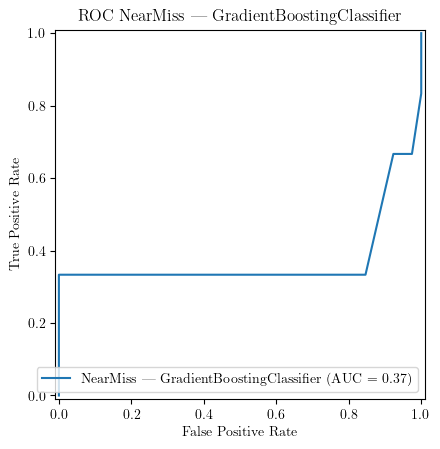 ROC NearMiss — GradientBoostingClassifier
1.0
0.8
0.6
0.4
0.2
0.0
True Positive Rate
NearMiss — GradientBoostingClassifier (AUC = 0.37)
0.0 0.2 0.4 0.6 0.8 1.0
False Positive Rate